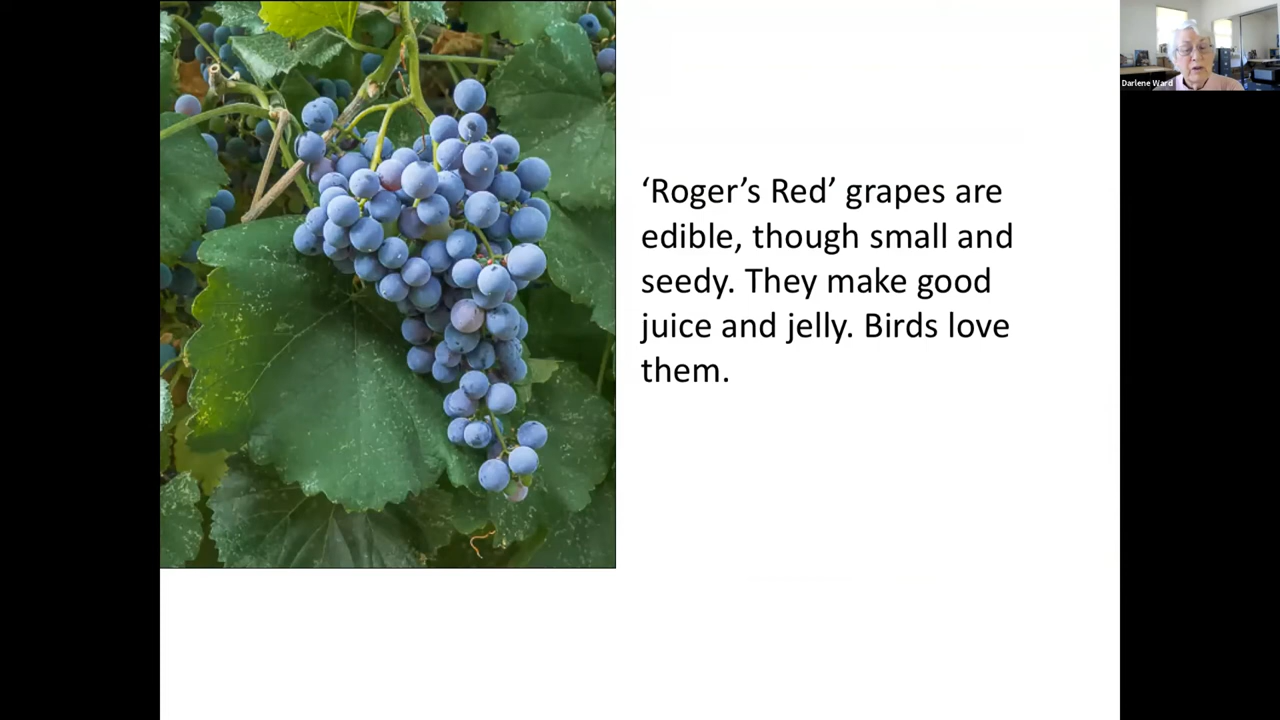 Darlene Ward
‘Roger’s Red’ grapes are
edible, though small and
seedy. They make good
juice and jelly. Birds love
them.